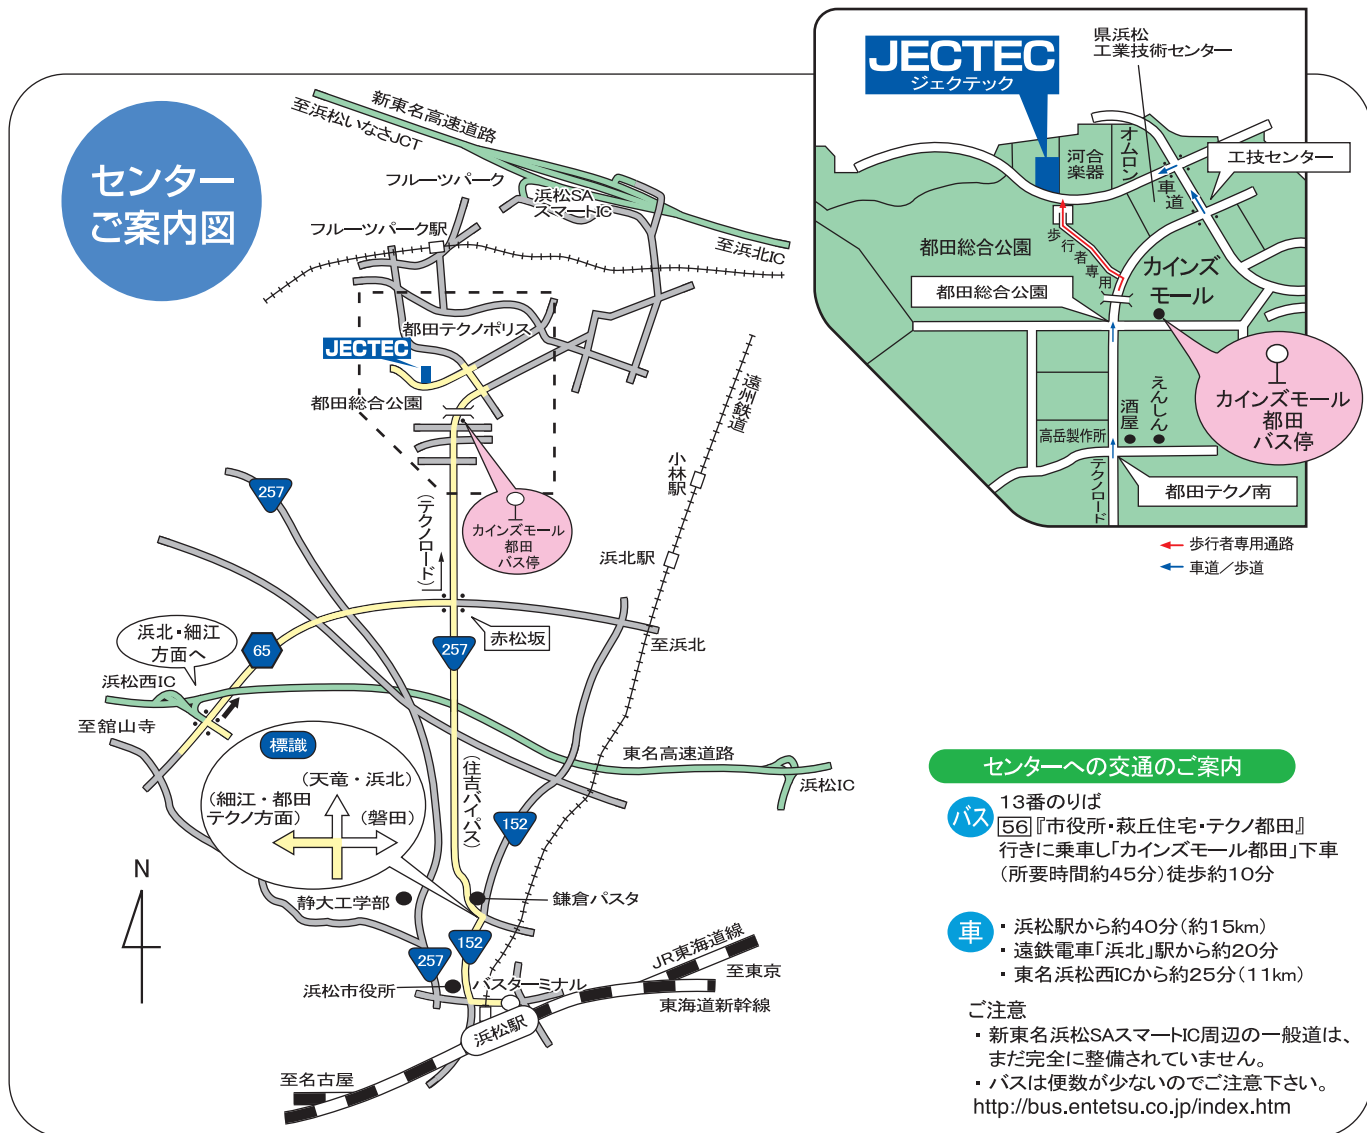 センター
ご案内図
新東名高速道路
至浜松いなさJCT
フルーツパーク
浜松SA
スマートIC
至浜北IC
フルーツパーク駅
都田テクノポリス
JECTEC
都田総合公園
遠州鉄道
小林駅
浜北駅
257
(テクノロード)
カインズモール
都田
バス停
赤松坂
至浜北
浜北・細江
方面へ
65
257
浜松西IC
至舘山寺
標識
(天竜・浜北)
(細江・都田
テクノ方面)
(磐田)
(住吉バイパス)
東名高速道路
浜松IC
152
N
静大工学部
鎌倉パスタ
152
257
浜松市役所
バスターミナル
JR東海道線
至東京
東海道新幹線
浜松駅
至名古屋
JECTEC
ジェクテック
県浜松
工業技術センター
オムロン
河合
楽器
工技センター
車道
歩行者専用
都田総合公園
都田総合公園
カインズ
モール
カインズモール
都田
バス停
えんしん
酒屋
高岳製作所
テクノロード
都田テクノ南
歩行者専用通路
車道／歩道
センターへの交通のご案内
バス
13番のりば
56『市役所・萩丘住宅・テクノ都田』
行きに乗車し「カインズモール都田」下車
(所要時間約45分)徒歩約10分
車
・浜松駅から約40分(約15km)
・遠鉄電車「浜北」駅から約20分
・東名浜松西ICから約25分(11km)
ご注意
・新東名浜松SAスマートIC周辺の一般道は、
まだ完全に整備されていません。
・バスは便数が少ないのでご注意下さい。
http://bus.entetsu.co.jp/index.htm